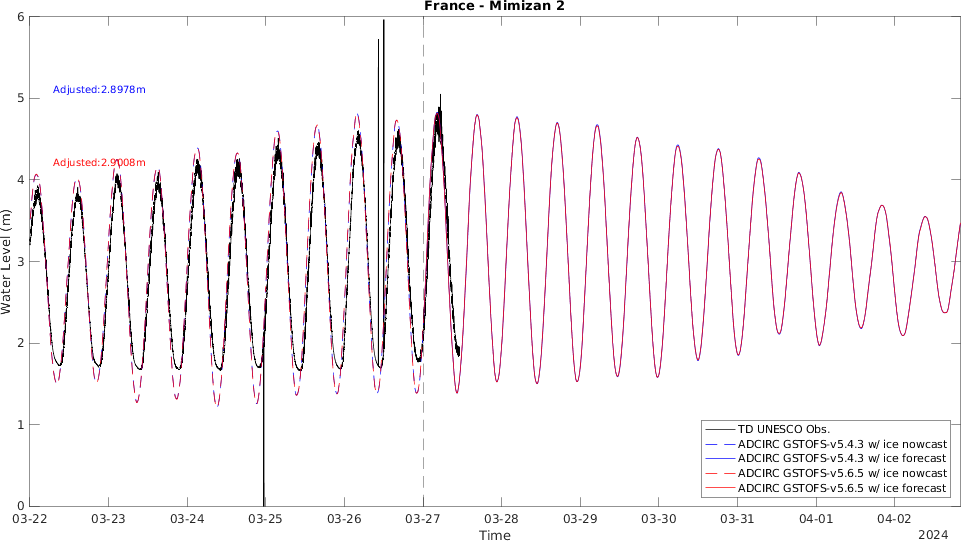 France - Mimizan 2
6
5
4
3
2
1
0
Water Level (m)
Adjusted:2.8978m
Adjusted:2.9008m
TD UNESCO Obs.
ADCIRC GSTOFS-v5.4.3 w/ ice nowcast
ADCIRC GSTOFS-v5.4.3 w/ ice forecast
ADCIRC GSTOFS-v5.6.5 w/ ice nowcast
ADCIRC GSTOFS-v5.6.5 w/ ice forecast
03-22 03-23 03-24 03-25 03-26 03-27 03-28 03-29 03-30 03-31 04-01 04-02
Time
2024